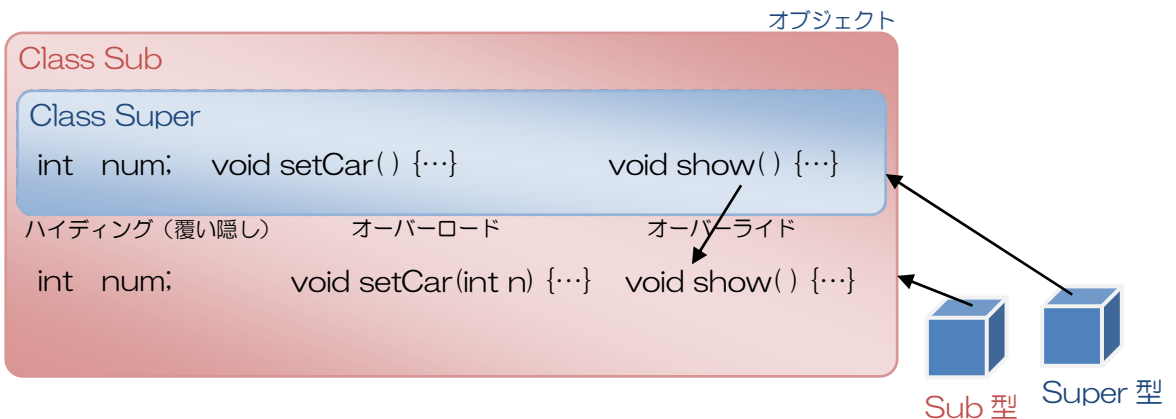 オブジェクト
Class Sub
Class Super
int num; void setCar( ) {…} void show( ) {…}
ハイディング（覆い隠し） オーバーロード オーバーライド
int num; void setCar(int n) {…} void show( ) {…}
Sub 型 Super 型